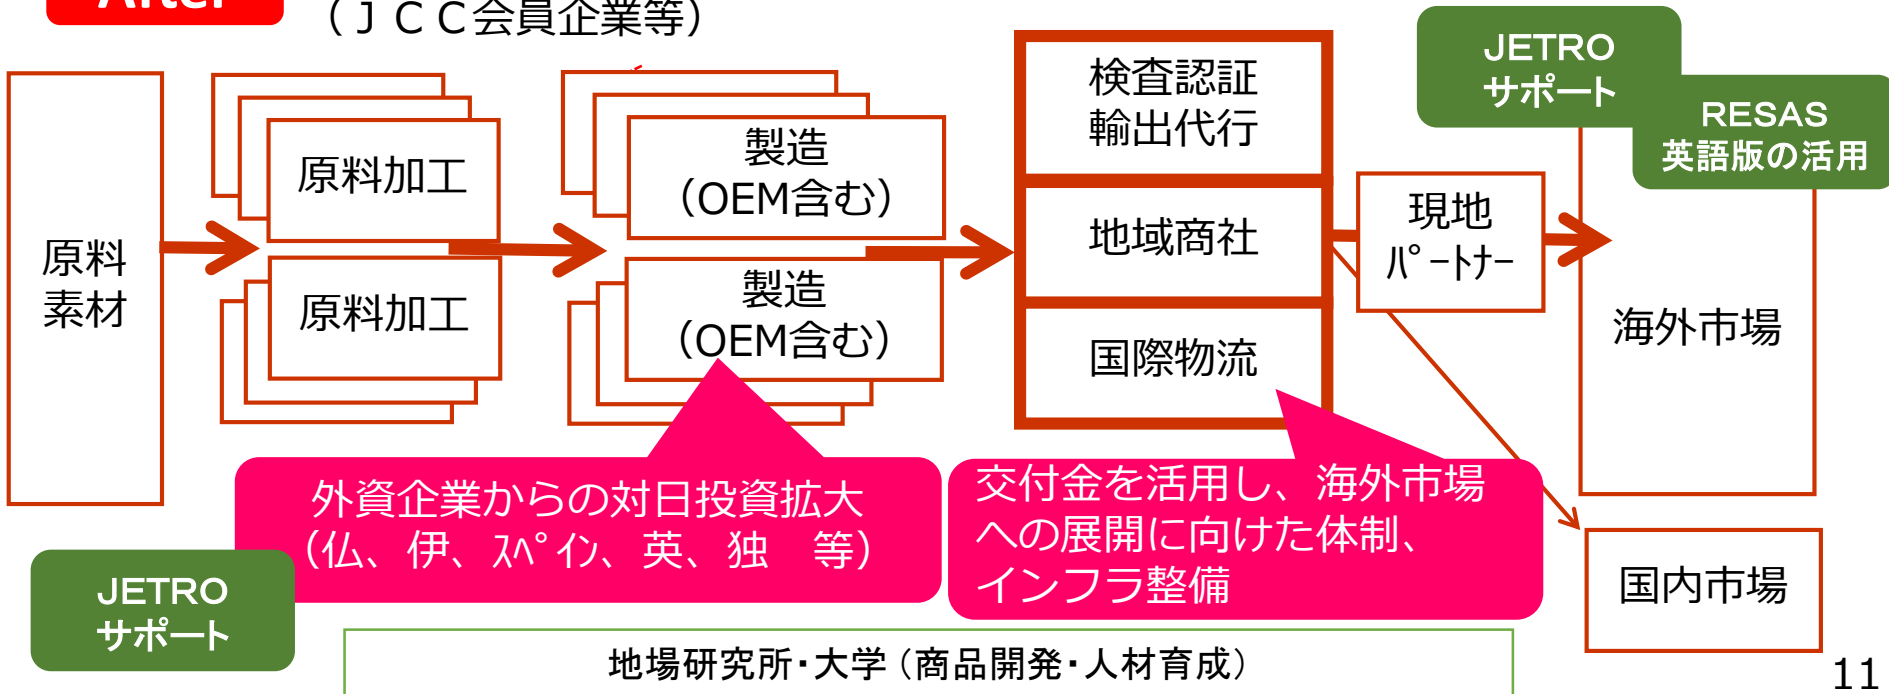 After
（ＪＣＣ会員企業等）
原料
素材
原料加工
原料加工
製造
（OEM含む）
製造
（OEM含む）
検査認証
輸出代行
地域商社
国際物流
現地
ﾊﾟｰﾄﾅｰ
JETRO
サポート
RESAS
英語版の活用
海外市場
国内市場
外資企業からの対日投資拡大
（仏、伊、ｽﾍﾟｲﾝ、英、独　等）
交付金を活用し、海外市場
への展開に向けた体制、
インフラ整備
JETRO
サポート
地場研究所・大学（商品開発・人材育成）
11